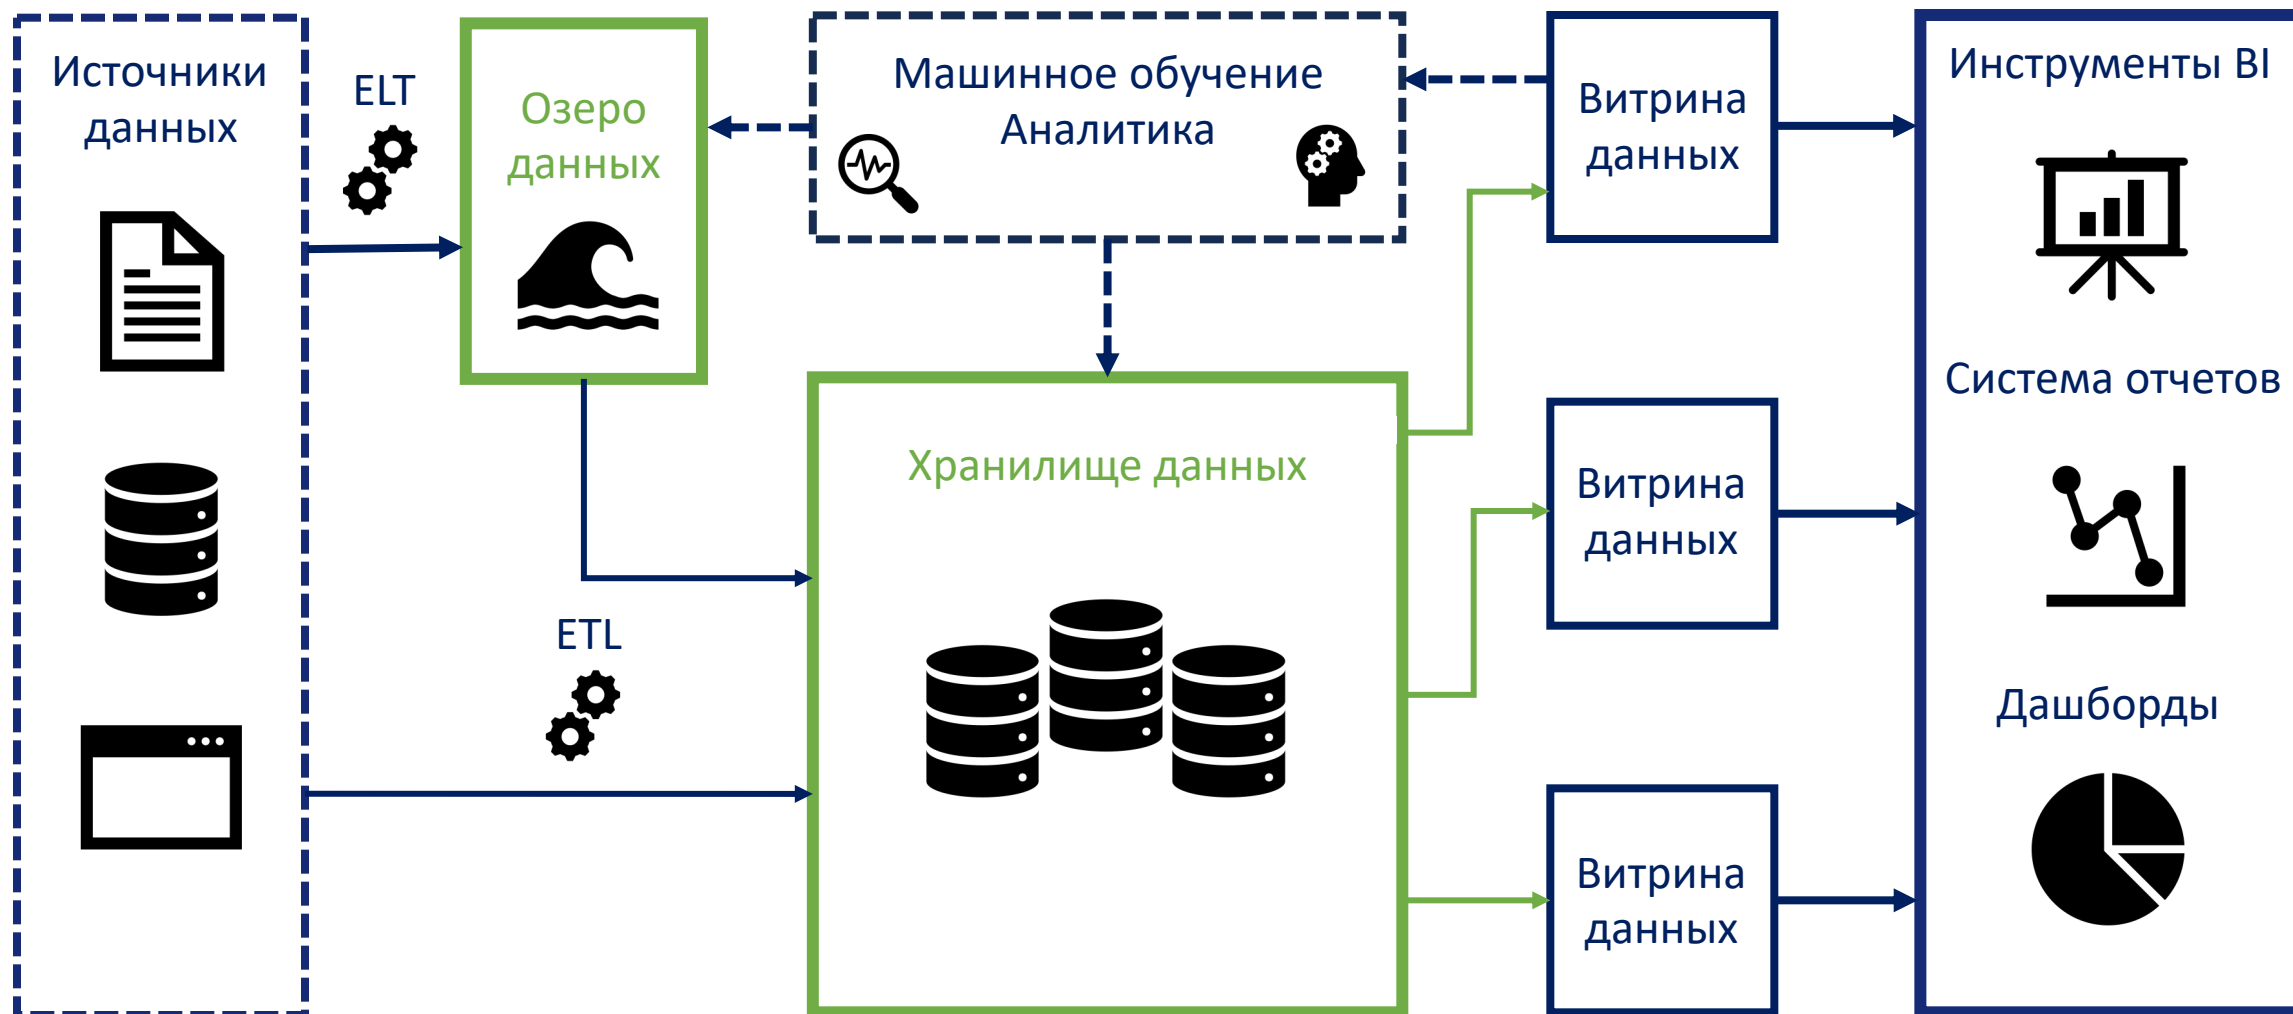 Источники
данных
ELT
Озеро
данных
Машинное обучение
Аналитика
Витрина
данных
Инструменты BI
Система отчетов
Хранилище данных
Витрина
данных
ETL
Дашборды
Витрина
данных